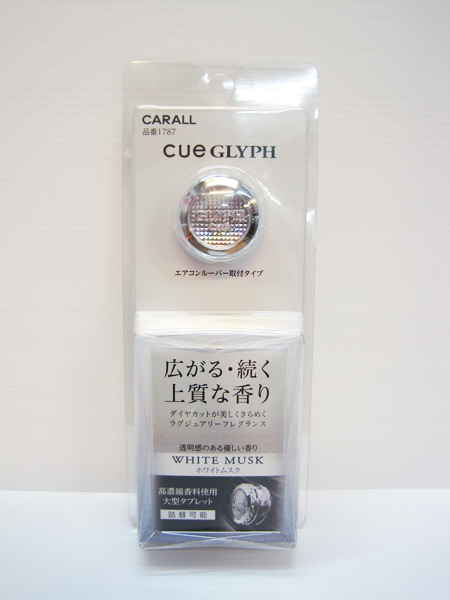 CARALL
品番1787
cue GLYPH
エアコンルーバー取付タイプ
広がる・続く
上質な香り
ダイヤカットが美しくきらめく
ラグジュアリーフレグランス
透明感のある優しい香り
WHITE MUSK
ホワイトムスク
高濃縮香料使用
大型タブレット
詰替可能